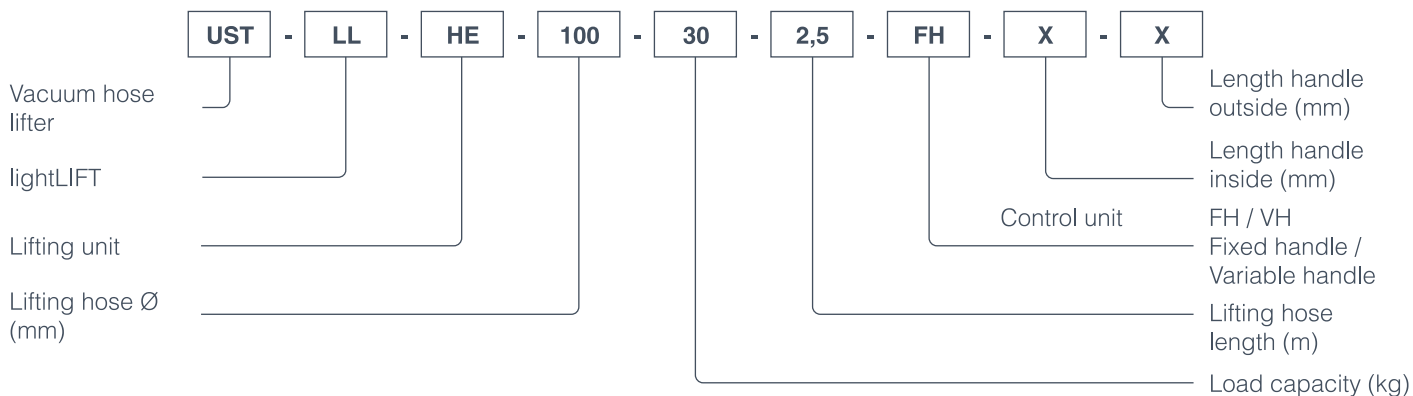 UST - LL - HE - 100 - 30 - 2,5 - FH - X - X
Vacuum hose
lifter
lightLIFT
Lifting unit
Lifting hose Ø
(mm)
Length handle
outside (mm)
Length handle
inside (mm)
Control unit FH / VH
Fixed handle /
Variable handle
Lifting hose
length (m)
Load capacity (kg)